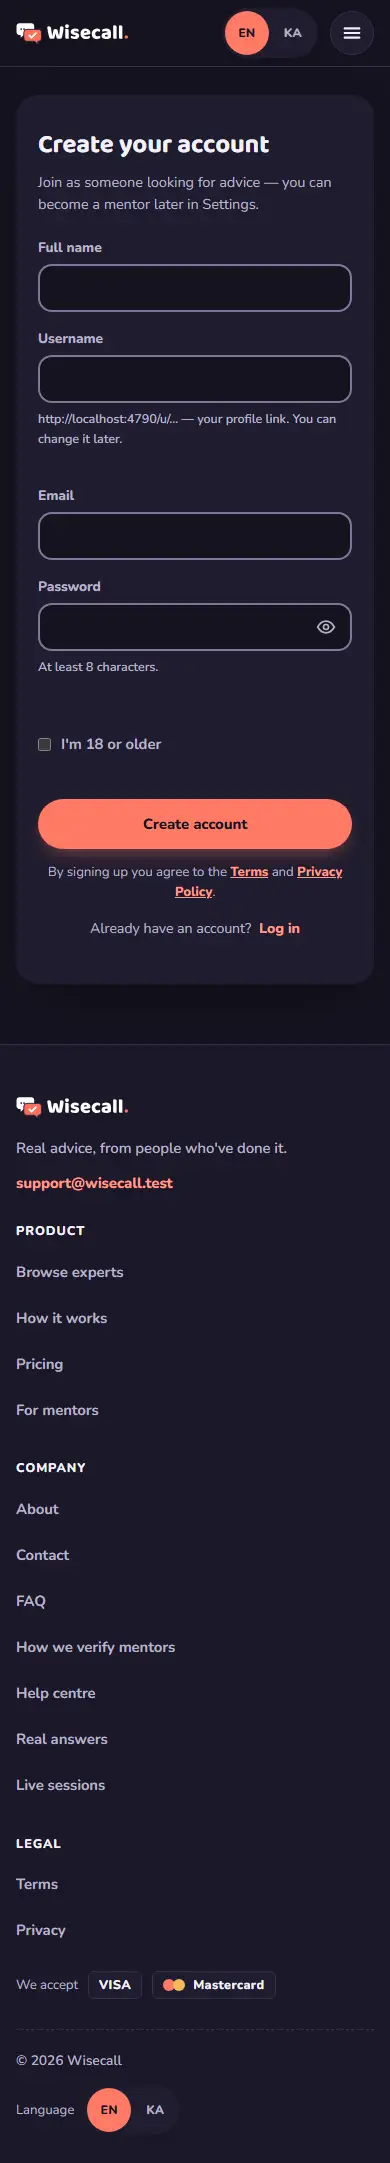 Wisecall.
EN
KA
Create your account
Join as someone looking for advice — you can
become a mentor later in Settings.
Full name
Username
http://localhost:4790/u/... — your profile link. You can
change it later.
Email
Password
At least 8 characters.
I'm 18 or older
Create account
By signing up you agree to the Terms and Privacy
Policy.
Already have an account? Log in
Wisecall.
Real advice, from people who've done it.
support@wisecall.test
PRODUCT
Browse experts
How it works
Pricing
For mentors
COMPANY
About
Contact
FAQ
How we verify mentors
Help centre
Real answers
Live sessions
LEGAL
Terms
Privacy
We accept VISA Mastercard
© 2026 Wisecall
Language EN KA